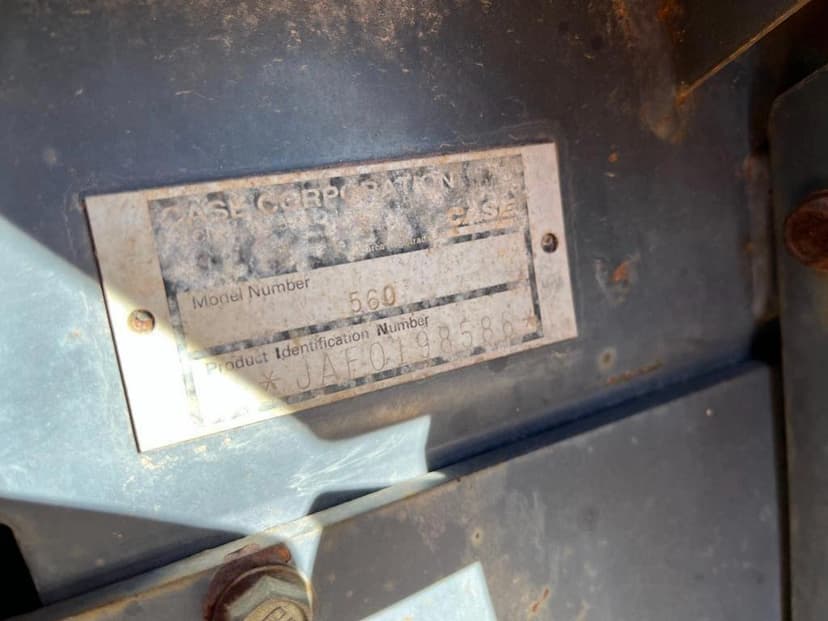 CASE CORPORATION
CASE
Model Number
560
Product Identification Number
*JAF0198586*